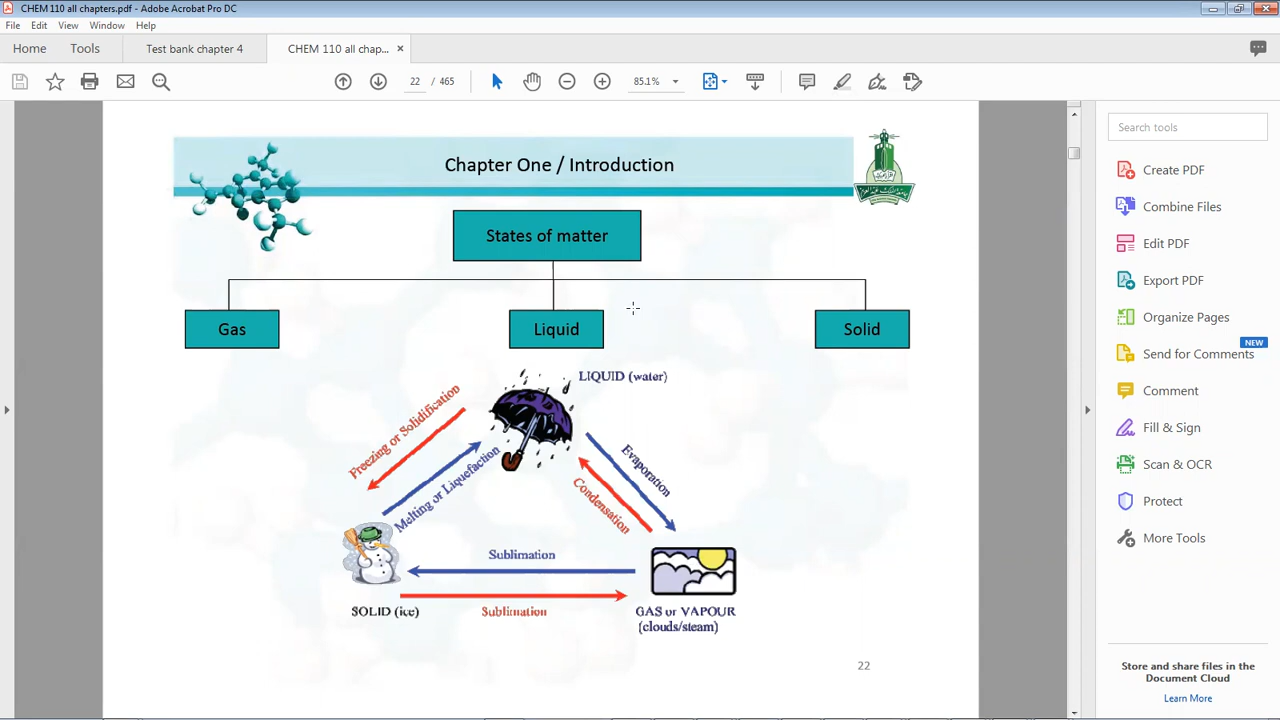 CHEM 110 all chapters.pdf - Adobe Acrobat Pro DC
File Edit View Window Help
Home Tools Test bank chapter 4 CHEM 110 all chap... ×
22 / 465 85.1%
Search tools
Chapter One / Introduction
States of matter
Gas Liquid Solid
LIQUID (water)
Freezing or Solidification
Melting or Liquefaction
Evaporation
Condensation
Sublimation
Sublimation
SOLID (ice)
GAS or VAPOUR
(clouds/steam)
22
Create PDF
Combine Files
Edit PDF
Export PDF
Organize Pages
NEW
Send for Comments
Comment
Fill & Sign
Scan & OCR
Protect
More Tools
Store and share files in the
Document Cloud
Learn More